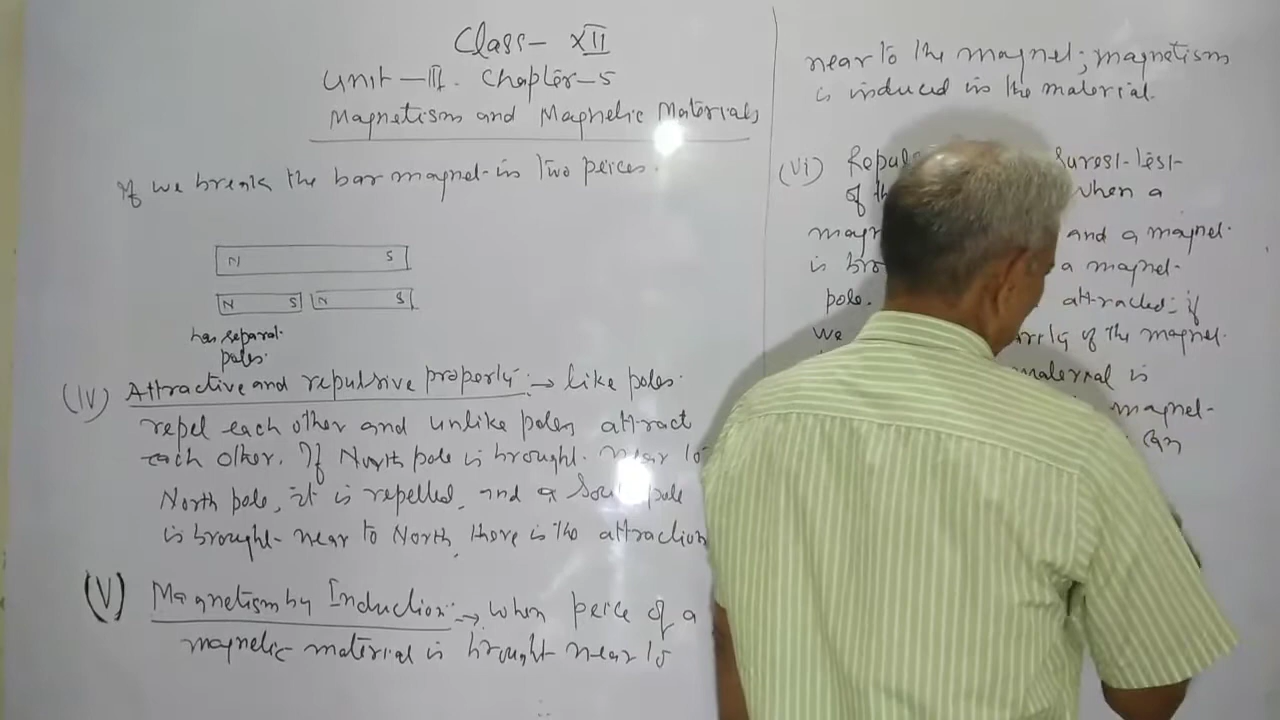 Class- XII
Unit-III. Chapter-5
Magnetism and Magnetic Materials
If we break the bar magnet in two peices.
N S
N S N S
has separat
poles.
(iv) Attractive and repulsive property:→ like poles
repel each other and unlike poles attract
each other. If North pole is brought near to
North pole, it is repelled, and a South pole
is brought near to North, there is the attraction
(V) Magnetism by Induction:→ When peice of a
magnetic material is brought near to
near to the magnet; magnetism
is induced in the material.
(vi) surest test
of when a
and a magnet
is a magnet
pole. attracted; if
we of the magnet
material is
magnet
can